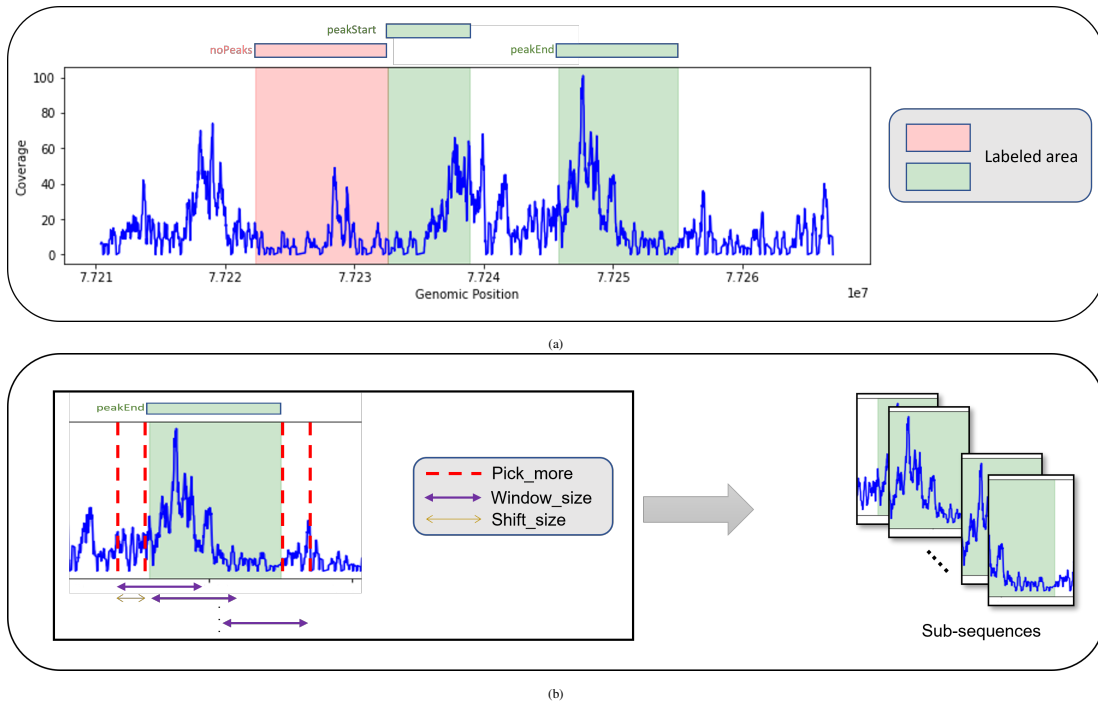 peakStart
noPeaks
peakEnd
100
80
60
40
20
0
Coverage
7.721
7.722
7.723
7.724
7.725
7.726
1e7
Genomic Position
Labeled area
(a)
peakEnd
Pick_more
Window_size
Shift_size
Sub-sequences
(b)